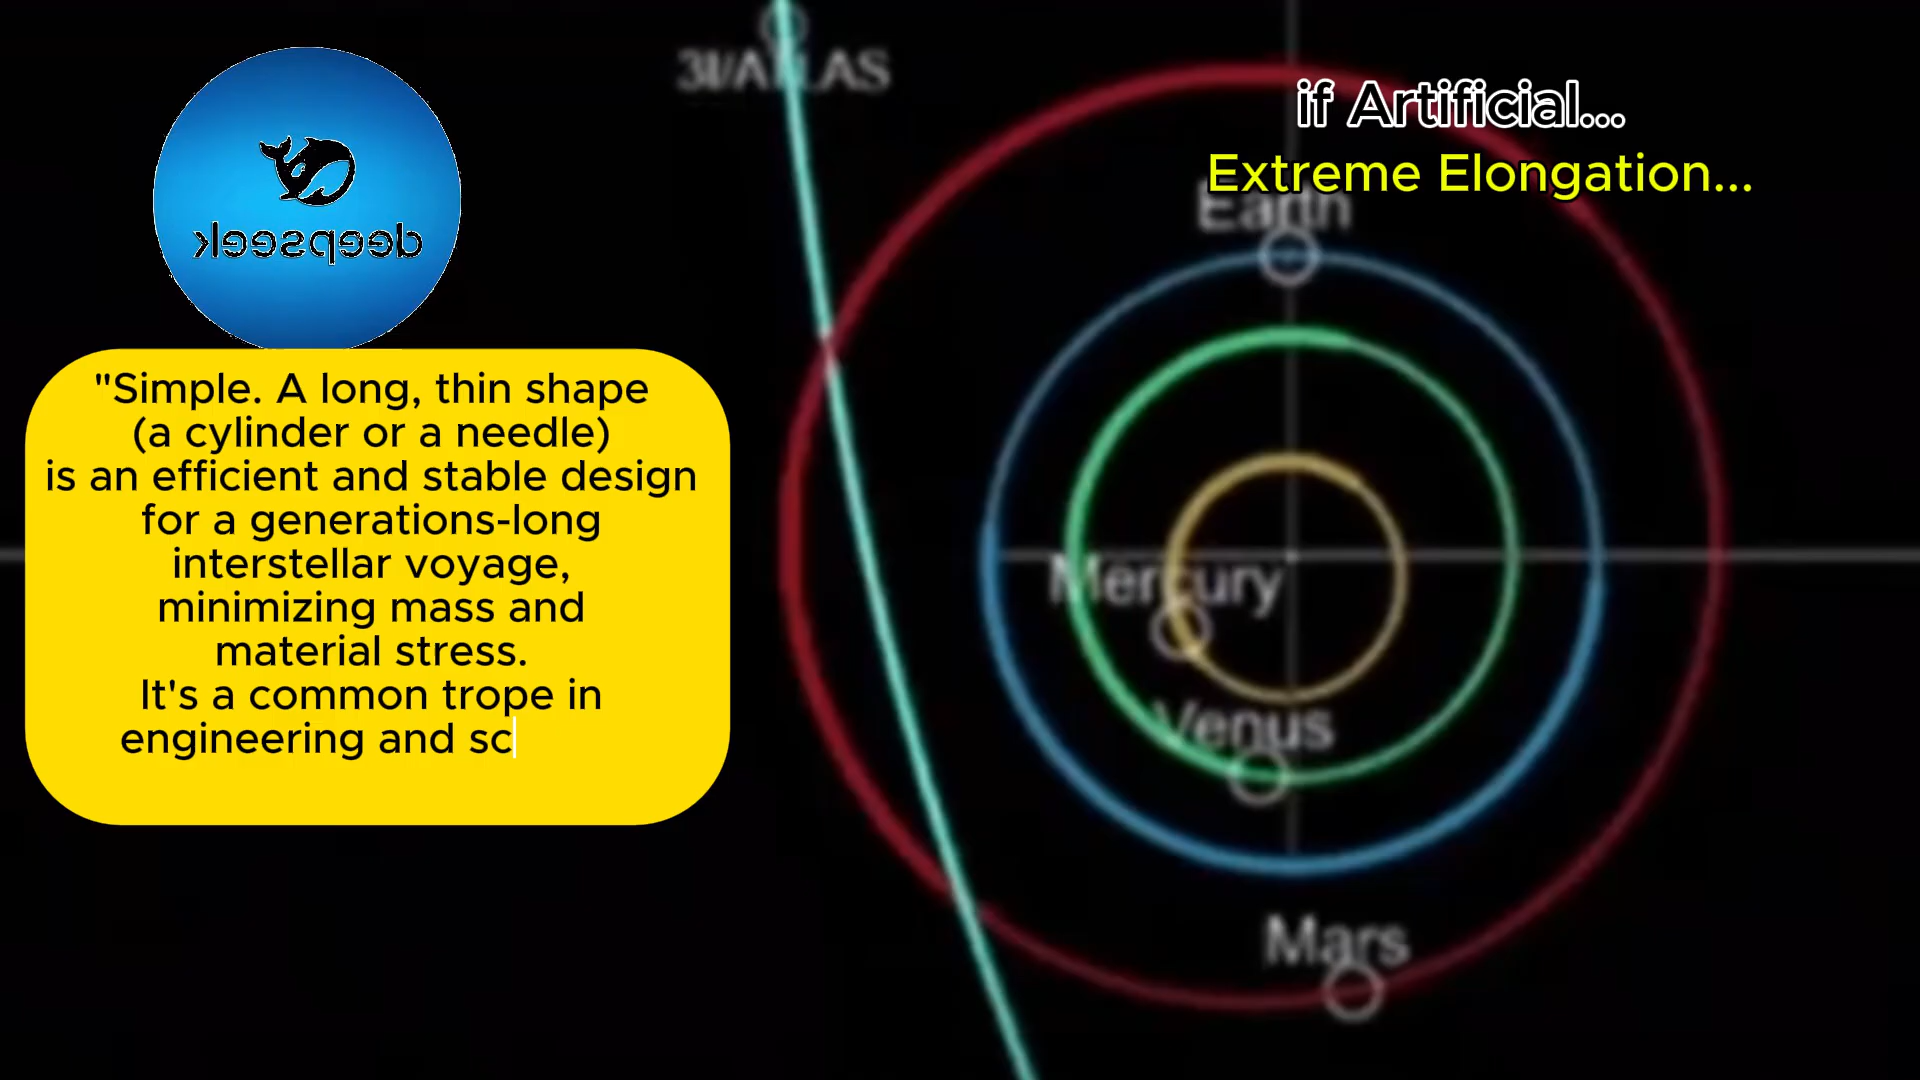 3I/ATLAS
if Artificial...
Extreme Elongation...
deepseek
Earth
"Simple. A long, thin shape
(a cylinder or a needle)
is an efficient and stable design
for a generations-long
interstellar voyage,
minimizing mass and
material stress.
It's a common trope in
engineering and sc
Mercury
Venus
Mars